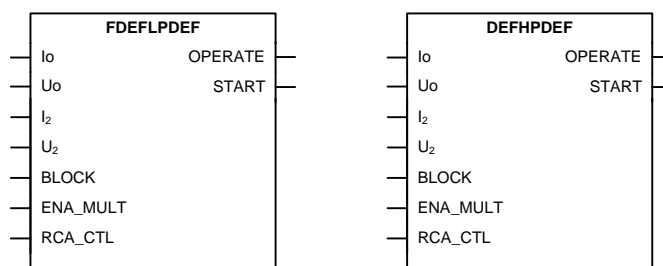 FDEFLPDEF
Io OPERATE
Uo START
I₂
U₂
BLOCK
ENA_MULT
RCA_CTL
DEFHPDEF
Io OPERATE
Uo START
I₂
U₂
BLOCK
ENA_MULT
RCA_CTL